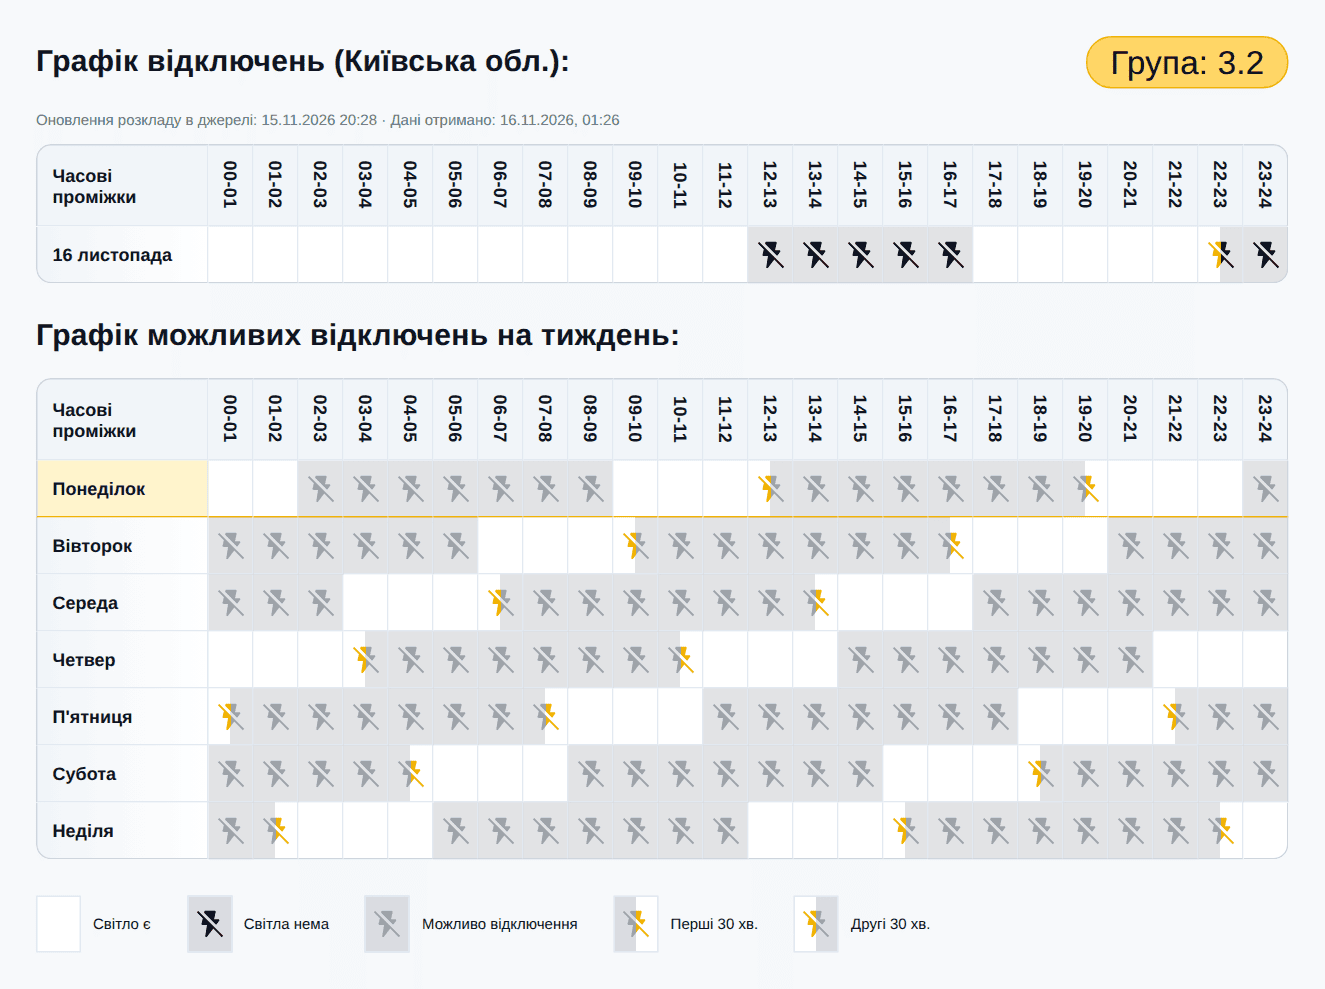 Графік відключень (Київська обл.):
Група: 3.2
Оновлення розкладу в джерелі: 15.11.2026 20:28 · Дані отримано: 16.11.2026, 01:26
Часові
проміжки
00-01 01-02 02-03 03-04 04-05 05-06 06-07 07-08 08-09 09-10 10-11 11-12 12-13 13-14 14-15 15-16 16-17 17-18 18-19 19-20 20-21 21-22 22-23 23-24
16 листопада
Графік можливих відключень на тиждень:
Часові
проміжки
00-01 01-02 02-03 03-04 04-05 05-06 06-07 07-08 08-09 09-10 10-11 11-12 12-13 13-14 14-15 15-16 16-17 17-18 18-19 19-20 20-21 21-22 22-23 23-24
Понеділок
Вівторок
Середа
Четвер
П'ятниця
Субота
Неділя
Світло є
Світла нема
Можливо відключення
Перші 30 хв.
Другі 30 хв.